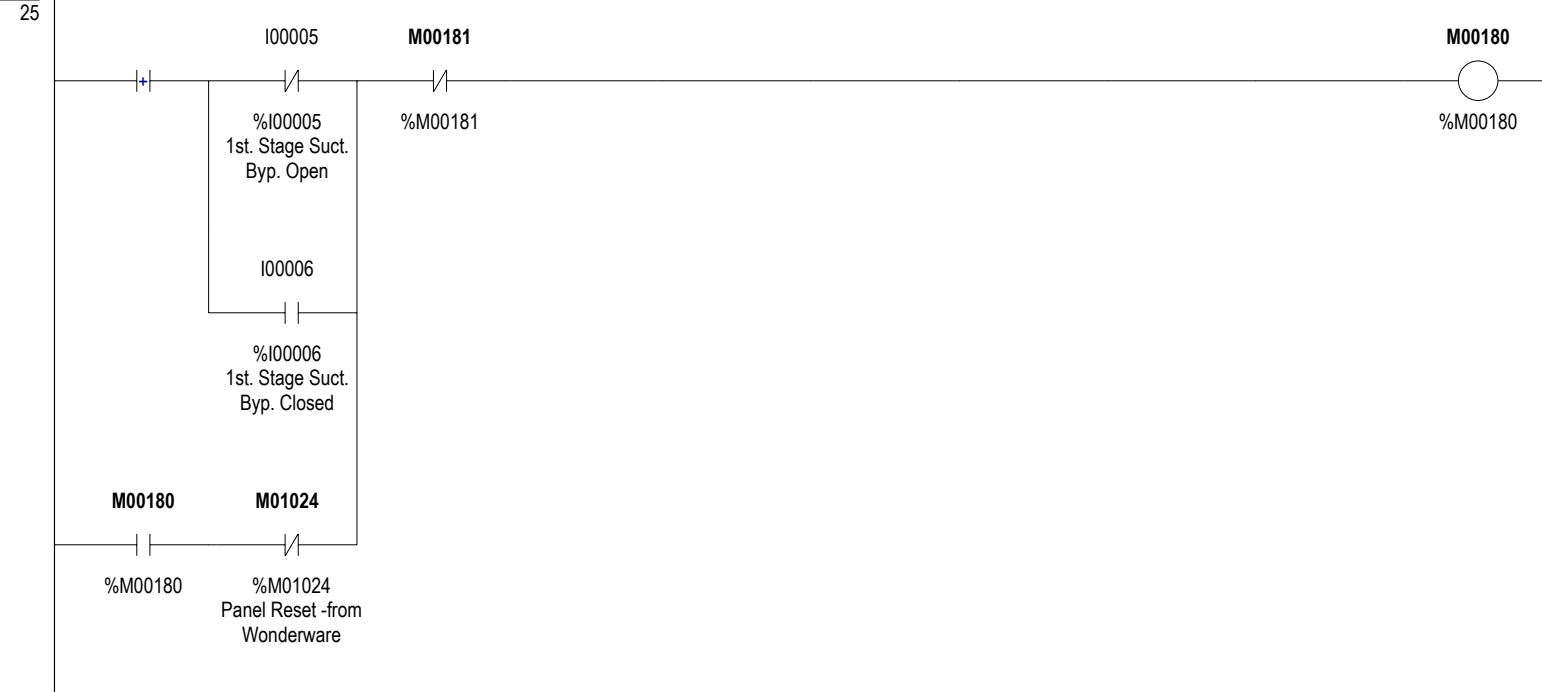 25
I00005
M00181
M00180
+
%I00005
1st. Stage Suct.
Byp. Open
%M00181
%M00180
I00006
%I00006
1st. Stage Suct.
Byp. Closed
M00180
M01024
%M00180
%M01024
Panel Reset -from
Wonderware